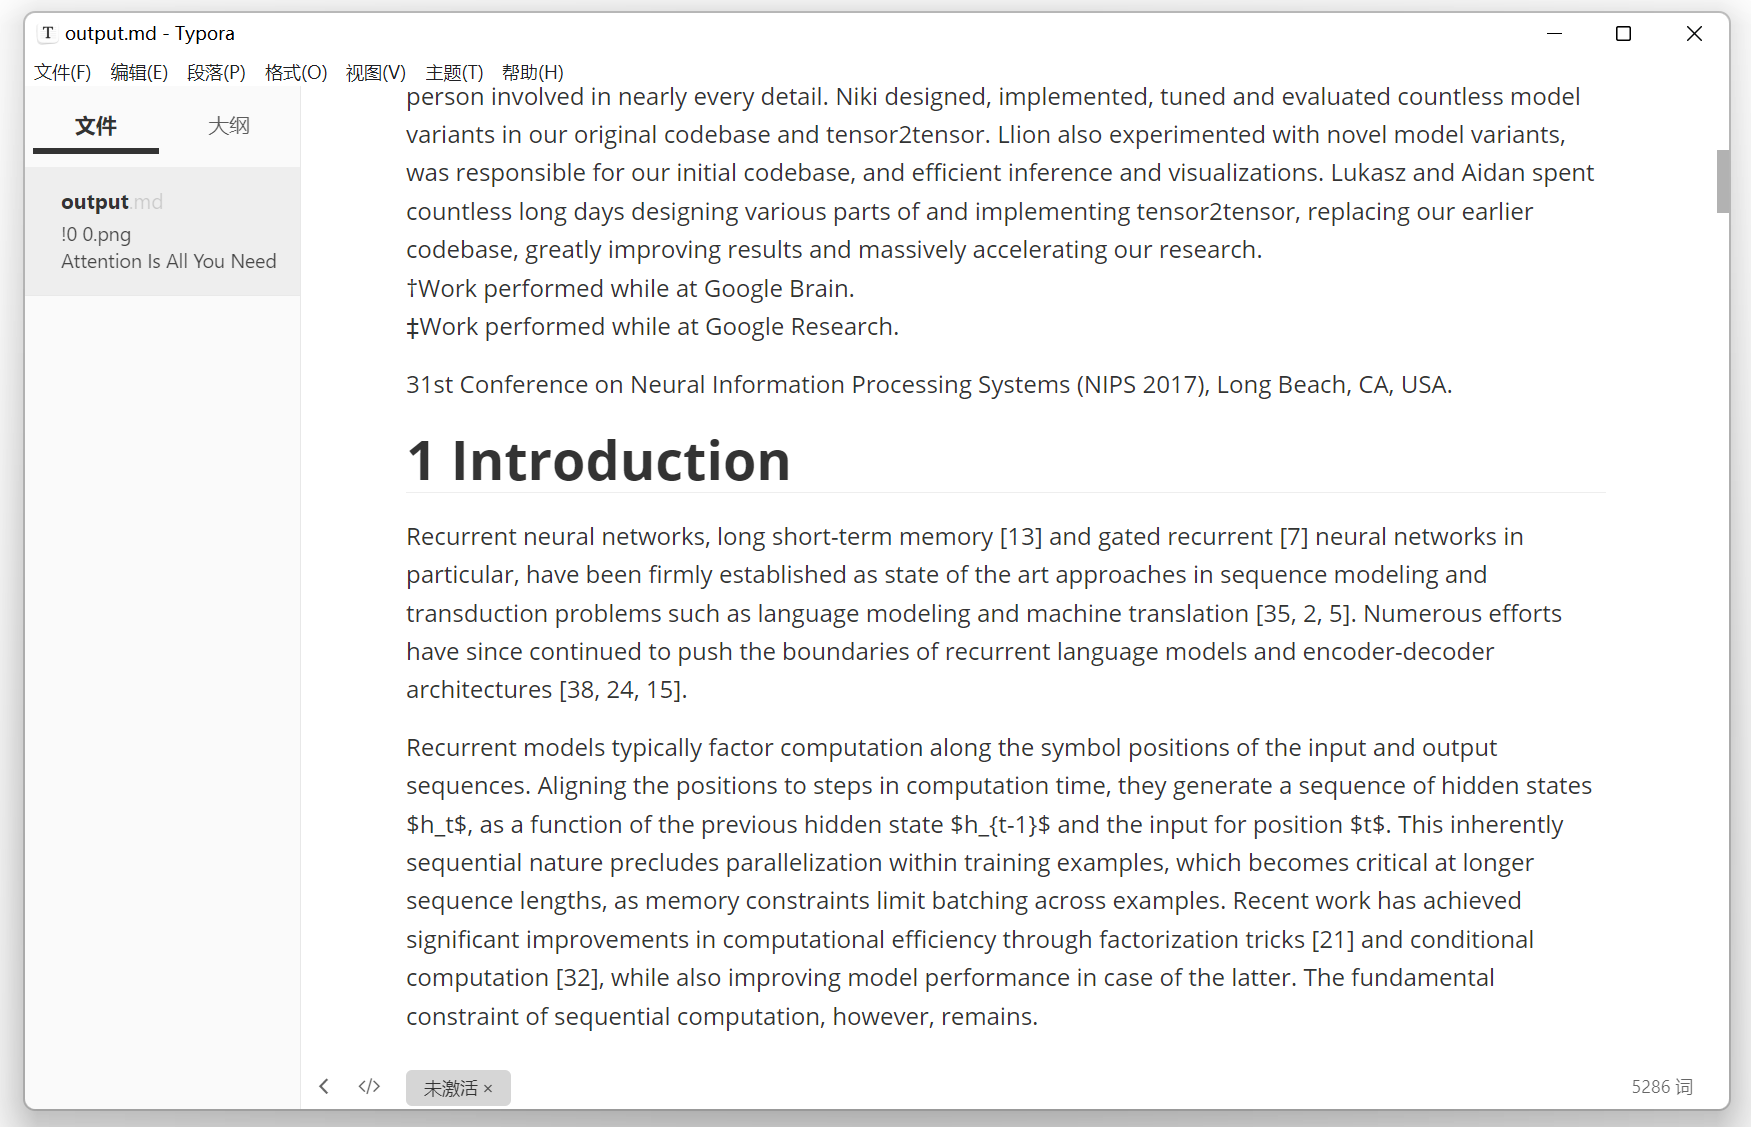 T output.md - Typora
文件(F) 编辑(E) 段落(P) 格式(O) 视图(V) 主题(T) 帮助(H)
文件 大纲
output.md
!0 0.png
Attention Is All You Need
person involved in nearly every detail. Niki designed, implemented, tuned and evaluated countless model
variants in our original codebase and tensor2tensor. Llion also experimented with novel model variants,
was responsible for our initial codebase, and efficient inference and visualizations. Lukasz and Aidan spent
countless long days designing various parts of and implementing tensor2tensor, replacing our earlier
codebase, greatly improving results and massively accelerating our research.
†Work performed while at Google Brain.
‡Work performed while at Google Research.
31st Conference on Neural Information Processing Systems (NIPS 2017), Long Beach, CA, USA.
1 Introduction
Recurrent neural networks, long short-term memory [13] and gated recurrent [7] neural networks in
particular, have been firmly established as state of the art approaches in sequence modeling and
transduction problems such as language modeling and machine translation [35, 2, 5]. Numerous efforts
have since continued to push the boundaries of recurrent language models and encoder-decoder
architectures [38, 24, 15].
Recurrent models typically factor computation along the symbol positions of the input and output
sequences. Aligning the positions to steps in computation time, they generate a sequence of hidden states
$h_t$, as a function of the previous hidden state $h_{t-1}$ and the input for position $t$. This inherently
sequential nature precludes parallelization within training examples, which becomes critical at longer
sequence lengths, as memory constraints limit batching across examples. Recent work has achieved
significant improvements in computational efficiency through factorization tricks [21] and conditional
computation [32], while also improving model performance in case of the latter. The fundamental
constraint of sequential computation, however, remains.
</> 未激活 × 5286 词